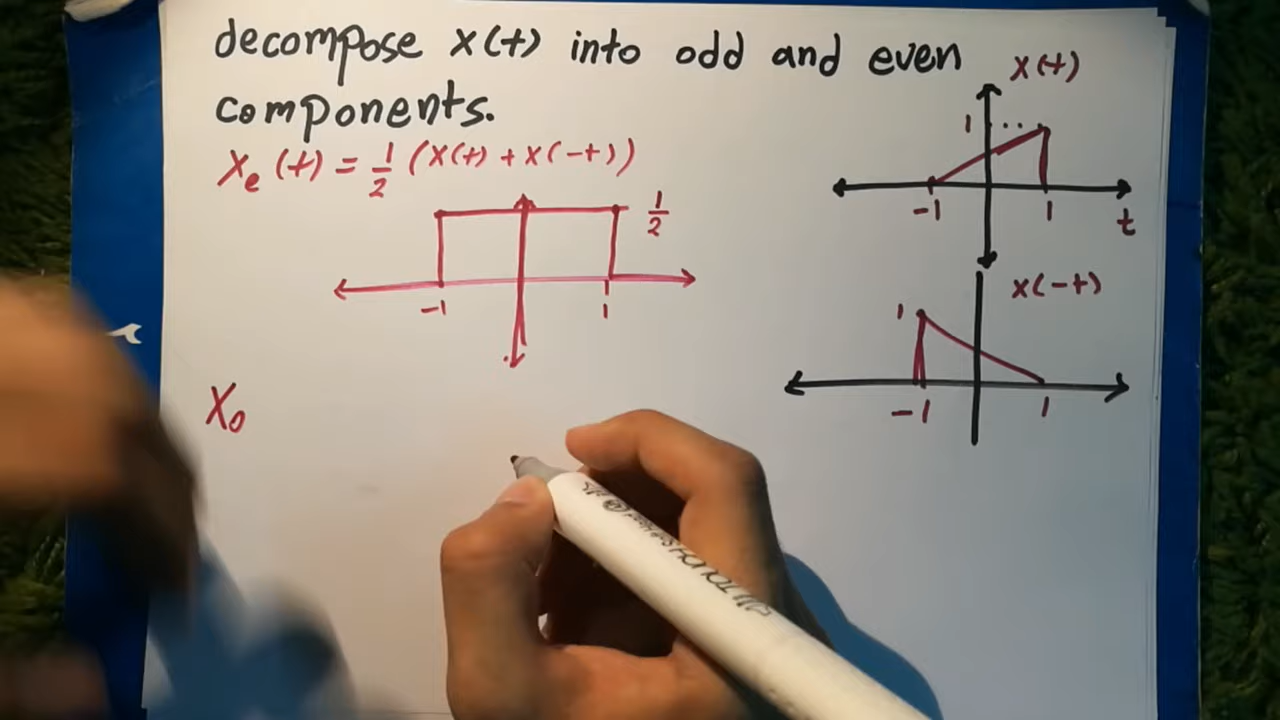 decompose x(t) into odd and even
components.
Xe(t) = 1/2 (x(t) + x(-t))
1/2
-1 1
Xo
x(t)
1
-1 1
t
x(-t)
1
-1 1
TOUCH